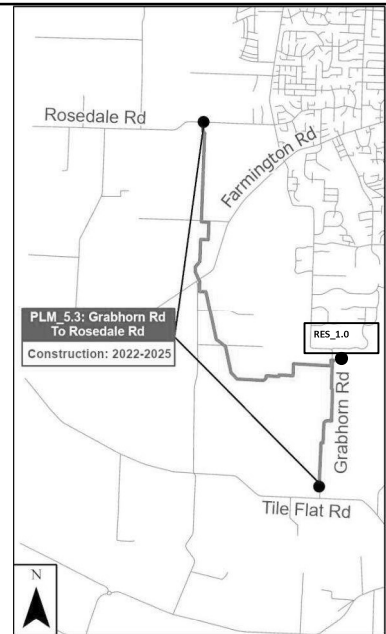 Rosedale Rd
Farmington Rd
PLM_5.3: Grabhorn Rd
To Rosedale Rd
Construction: 2022-2025
RES_1.0
Grabhorn Rd
Tile Flat Rd
N